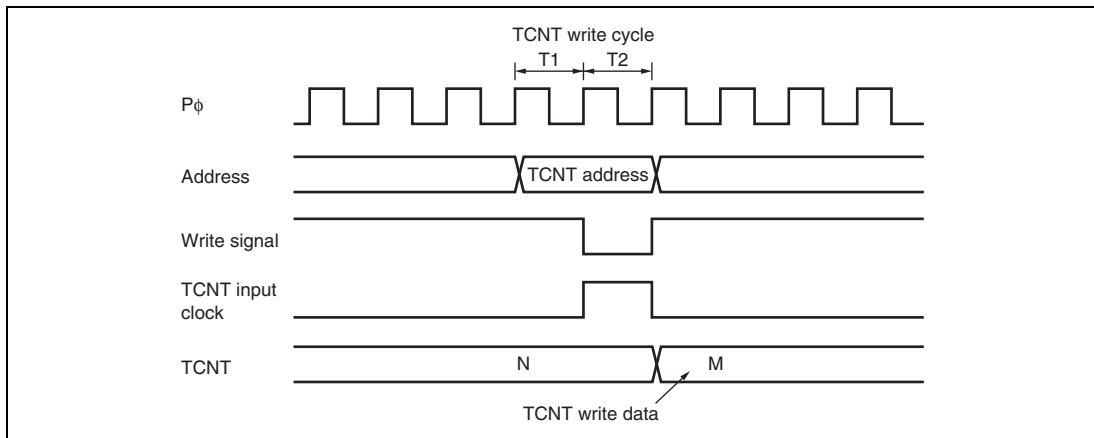 TCNT write cycle
T1 T2
Pϕ
Address
TCNT address
Write signal
TCNT input
clock
TCNT
N M
TCNT write data